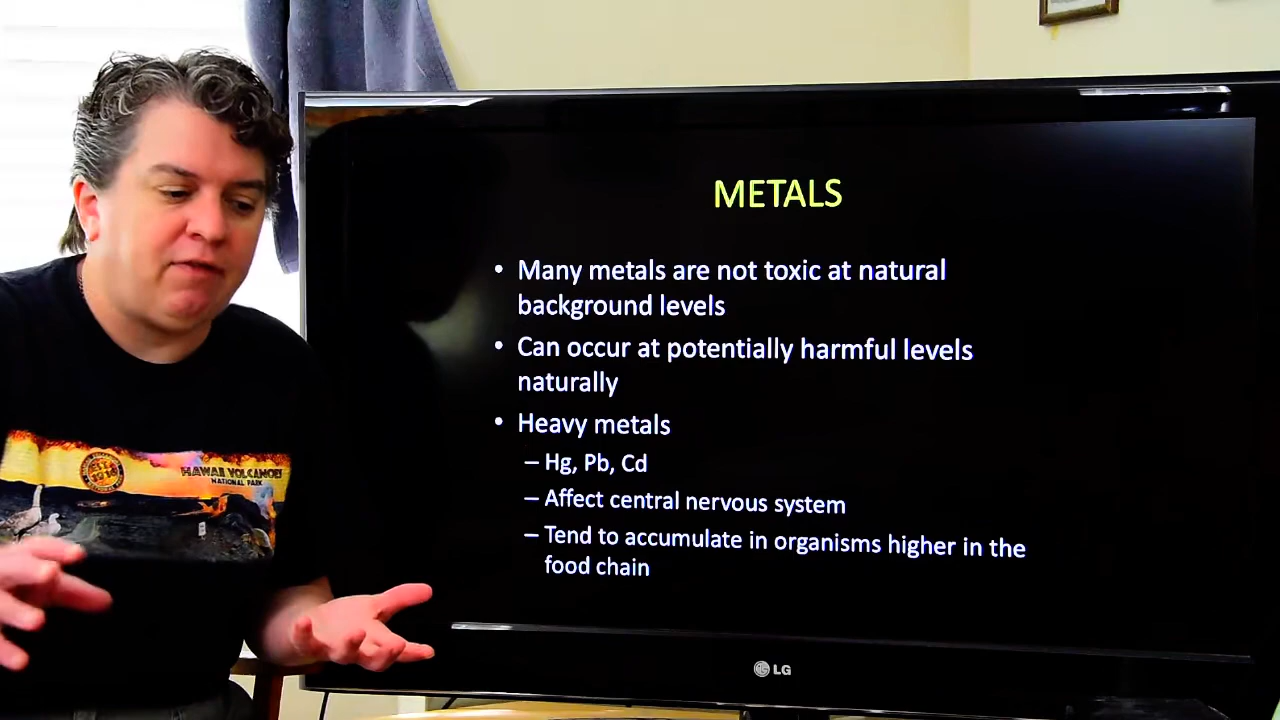 METALS
• Many metals are not toxic at natural
background levels
• Can occur at potentially harmful levels
naturally
• Heavy metals
– Hg, Pb, Cd
– Affect central nervous system
– Tend to accumulate in organisms higher in the
food chain
HAWAII VOLCANOES
NATIONAL PARK
1916
LG